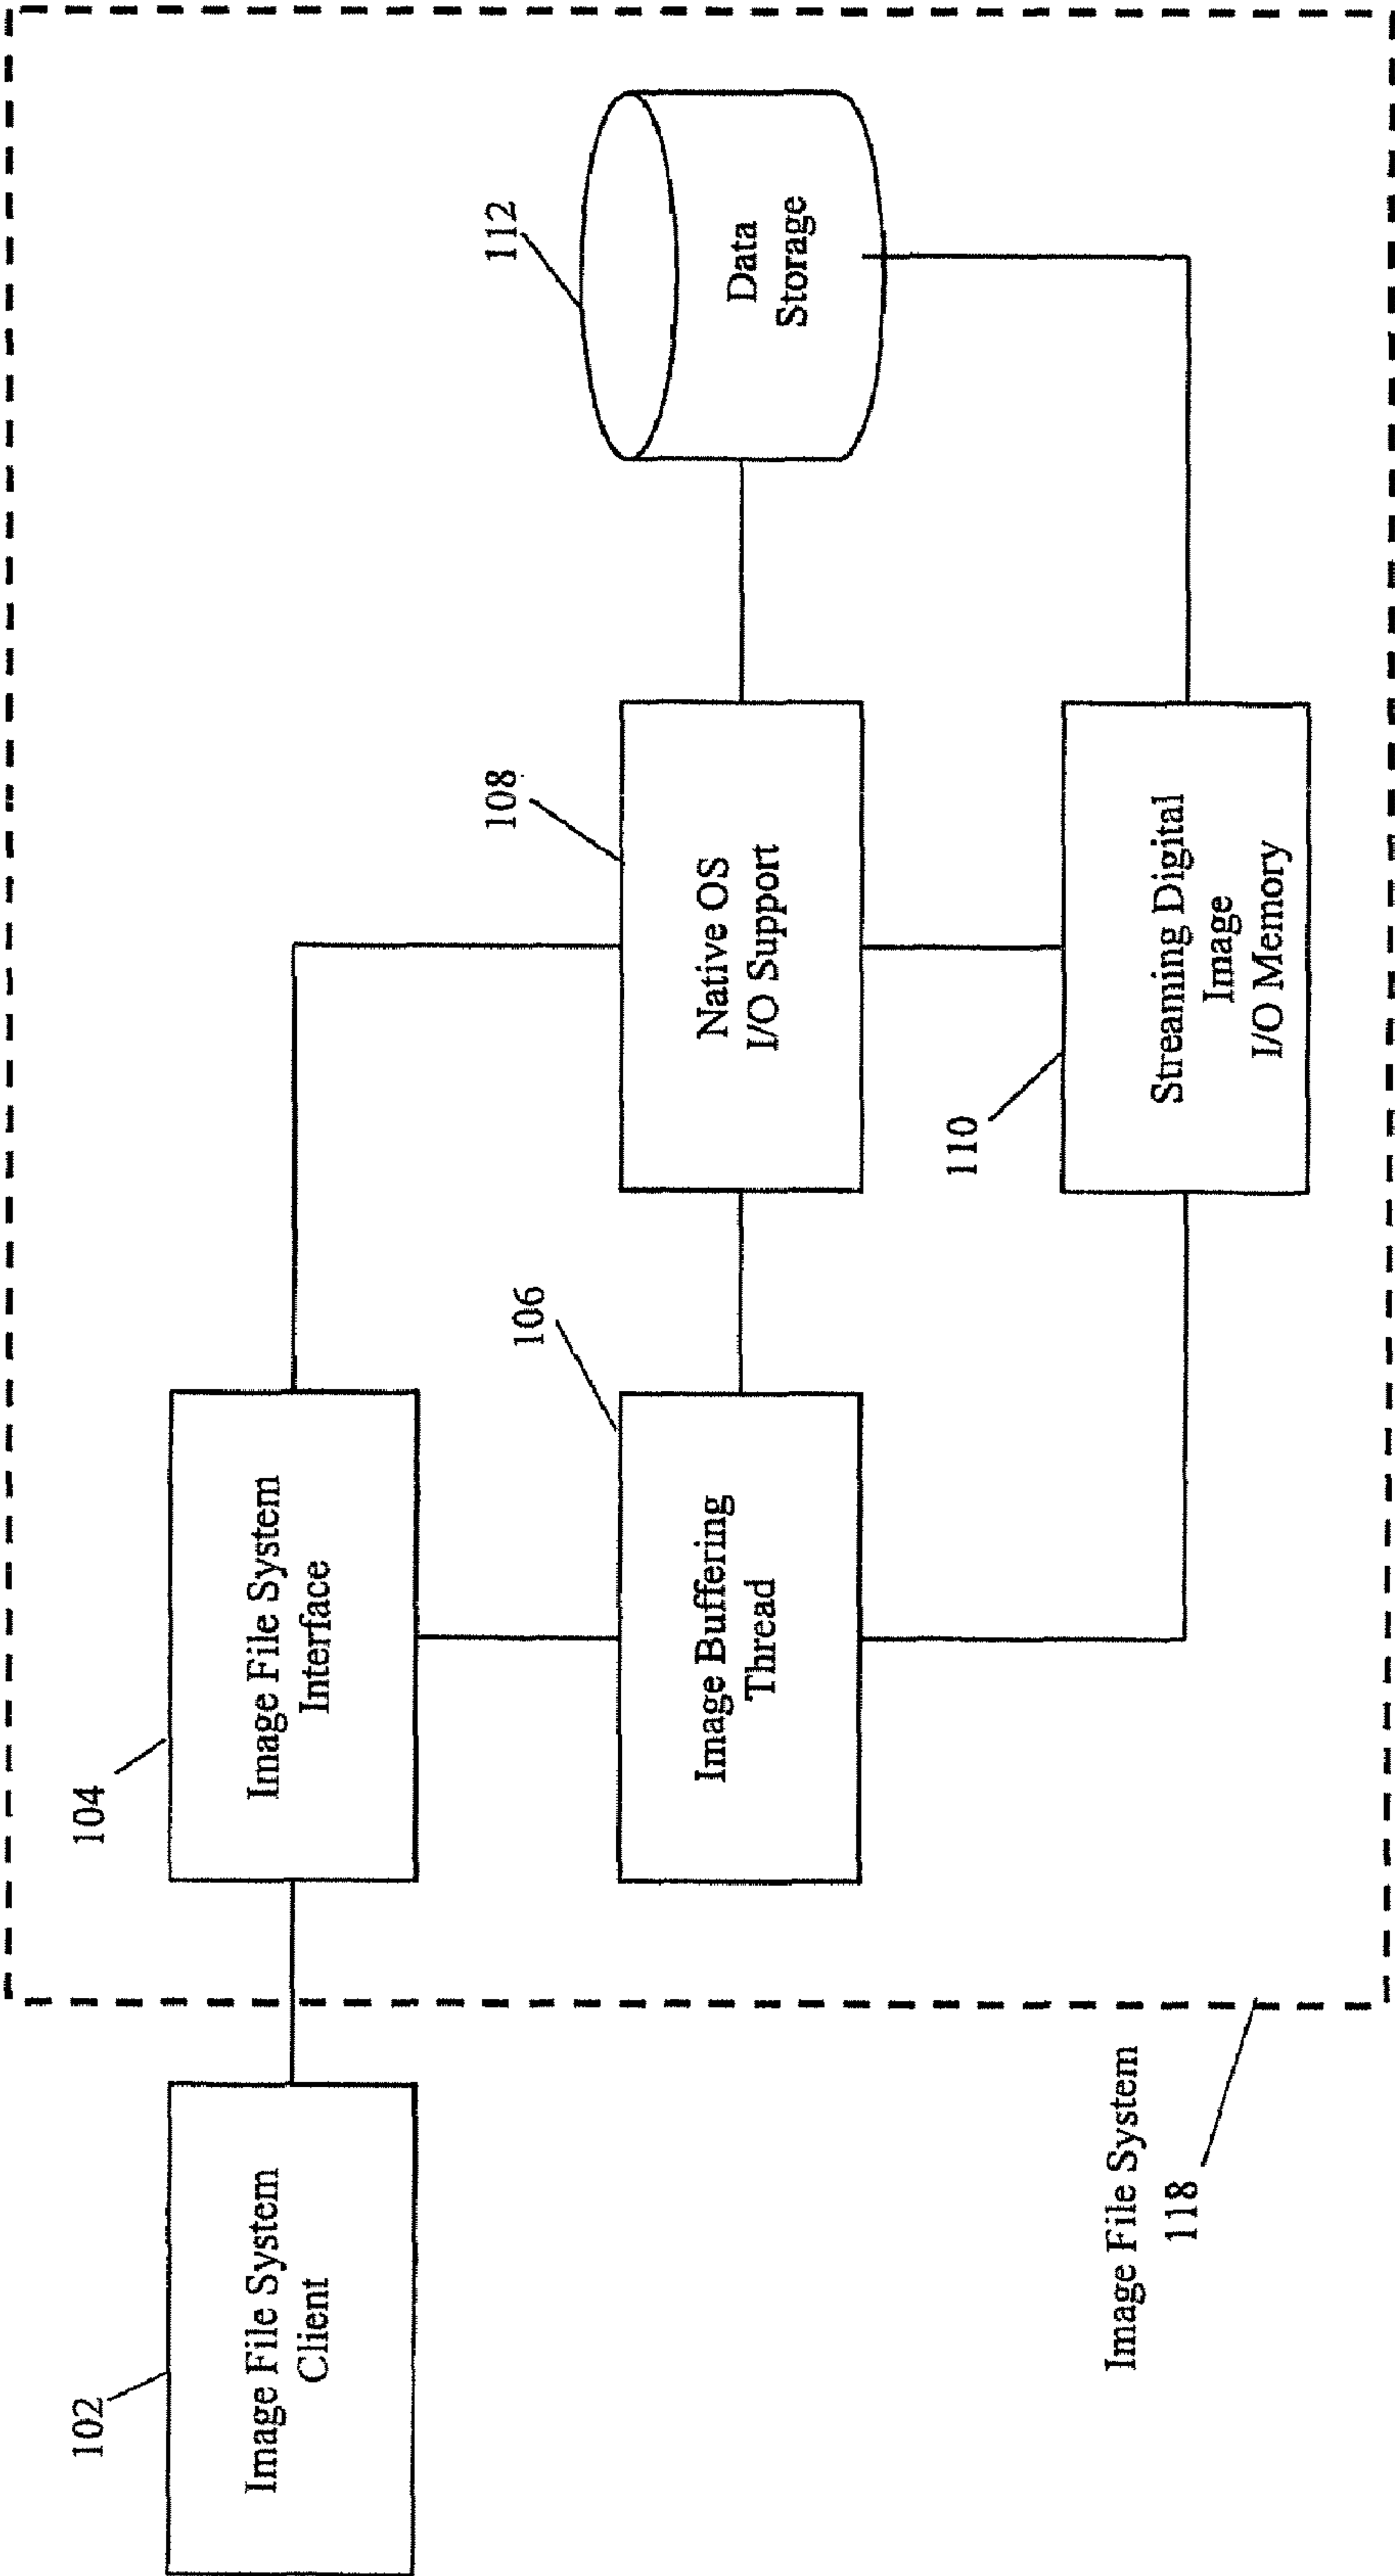 102
Image File System
Client
104
Image File System
Interface
106
Image Buffering
Thread
108
Native OS
I/O Support
110
Streaming Digital
Image
I/O Memory
112
Data
Storage
Image File System
118